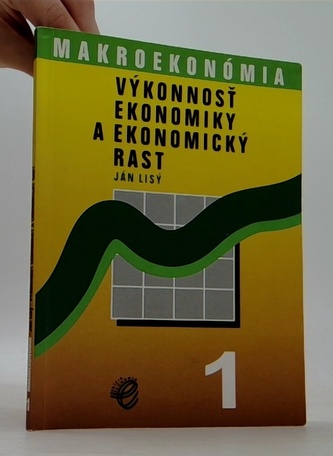 MAKROEKONÓMIA
VÝKONNOSŤ
EKONOMIKY
A EKONOMICKÝ
RAST
JÁN LISÝ
1